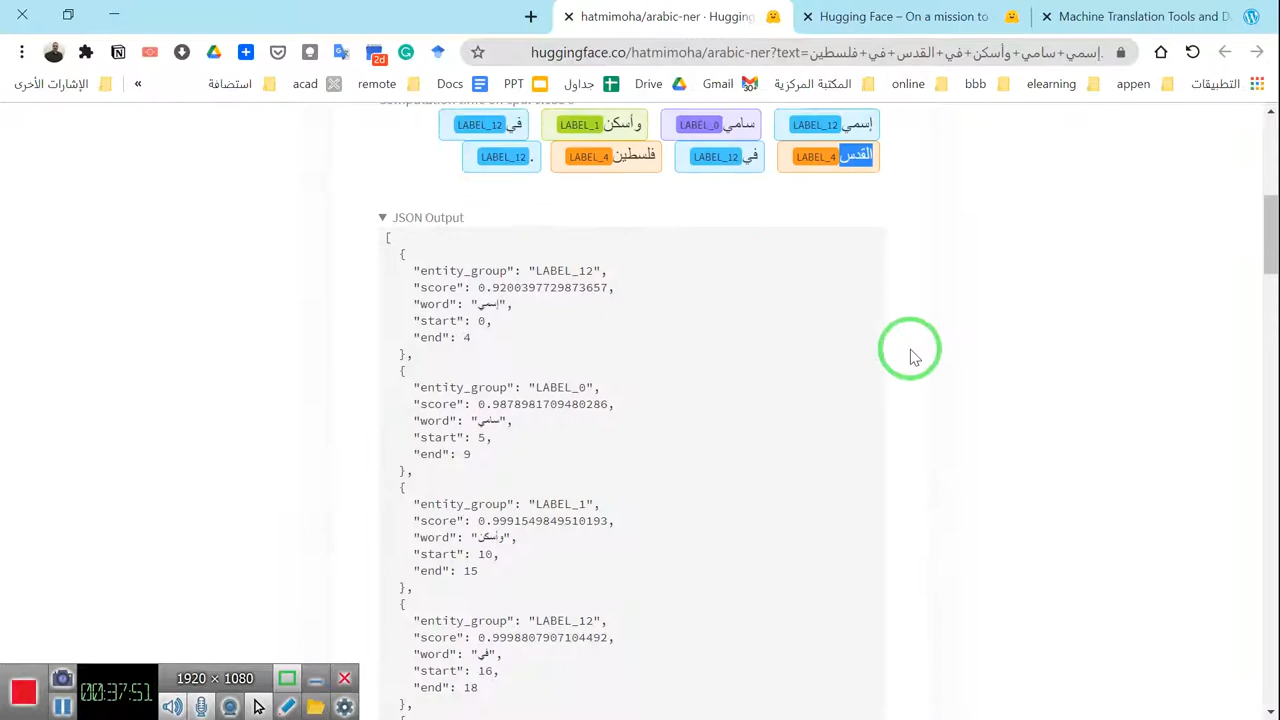 hatmimoha/arabic-ner · Hugging
Hugging Face – On a mission to
Machine Translation Tools and D
huggingface.co/hatmimoha/arabic-ner?text=إسمي+سامي+وأسكن+في+القدس+في+فلسطين+.
2d
التطبيقات
appen
elearning
bbb
online
المكتبة المركزية
Gmail
Drive
جداول
PPT
Docs
remote
acad
استضافة
»
الإشارات الأخرى
إسمي LABEL_12 سامي LABEL_0 وأسكن LABEL_1 في LABEL_12
القدس LABEL_4 في LABEL_12 فلسطين LABEL_4 . LABEL_12
JSON Output
[
{
"entity_group": "LABEL_12",
"score": 0.9200397729873657,
"word": "إسمي",
"start": 0,
"end": 4
},
{
"entity_group": "LABEL_0",
"score": 0.9878981709480286,
"word": "سامي",
"start": 5,
"end": 9
},
{
"entity_group": "LABEL_1",
"score": 0.9991549849510193,
"word": "وأسكن",
"start": 10,
"end": 15
},
{
"entity_group": "LABEL_12",
"score": 0.9998807907104492,
"word": "في",
"start": 16,
"end": 18
},
{
00:37:51
1920 × 1080